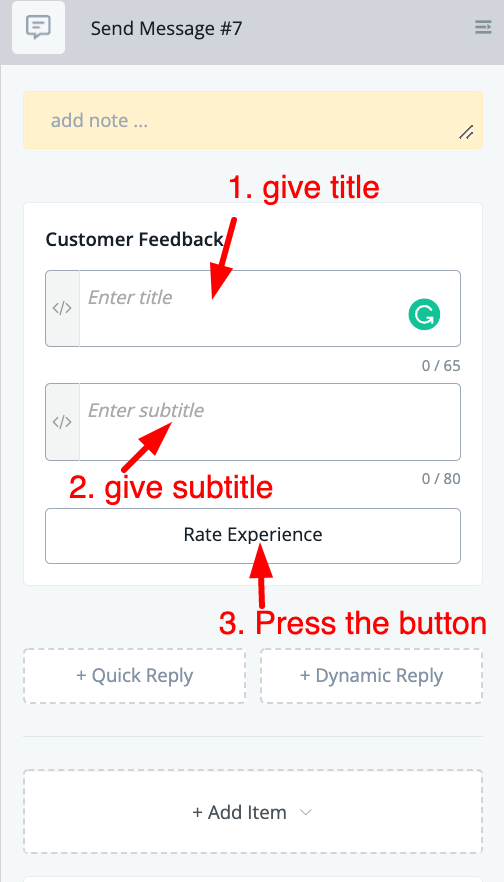 Send Message #7
add note ...
1. give title
Customer Feedback
</> Enter title
0 / 65
</> Enter subtitle
0 / 80
2. give subtitle
Rate Experience
3. Press the button
+ Quick Reply
+ Dynamic Reply
+ Add Item